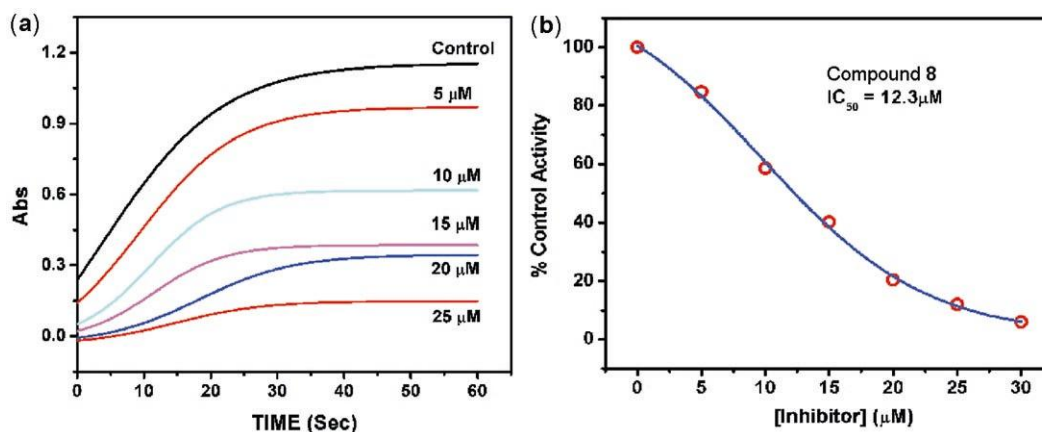 (a)
Abs
1.2
0.9
0.6
0.3
0.0
Control
5 μM
10 μM
15 μM
20 μM
25 μM
0 10 20 30 40 50 60
TIME (Sec)
(b)
% Control Activity
100
80
60
40
20
0
Compound 8
IC50 = 12.3μM
0 5 10 15 20 25 30
[Inhibitor] (μM)